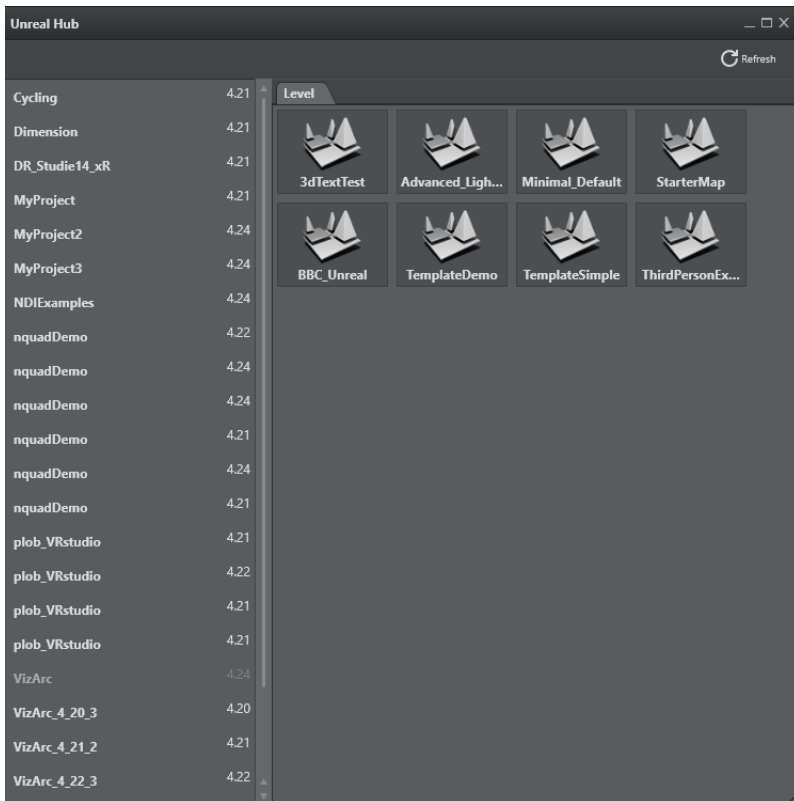 Unreal Hub
Refresh
Cycling 4.21
Dimension 4.21
DR_Studie14_xR 4.21
MyProject 4.21
MyProject2 4.24
MyProject3 4.24
NDIExamples 4.24
nquadDemo 4.22
nquadDemo 4.24
nquadDemo 4.24
nquadDemo 4.21
nquadDemo 4.24
nquadDemo 4.21
plob_VRstudio 4.21
plob_VRstudio 4.22
plob_VRstudio 4.21
plob_VRstudio 4.21
VizArc 4.24
VizArc_4_20_3 4.20
VizArc_4_21_2 4.21
VizArc_4_22_3 4.22
Level
3dTextTest Advanced_Ligh... Minimal_Default StarterMap
BBC_Unreal TemplateDemo TemplateSimple ThirdPersonEx...